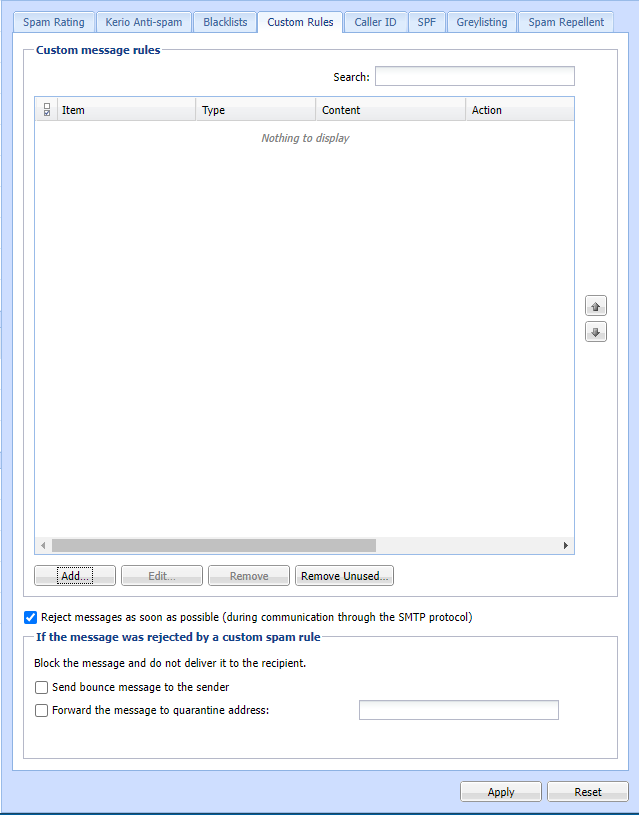 Spam Rating Kerio Anti-spam Blacklists Custom Rules Caller ID SPF Greylisting Spam Repellent
Custom message rules
Search:
Item Type Content Action
Nothing to display
Add... Edit... Remove Remove Unused...
Reject messages as soon as possible (during communication through the SMTP protocol)
If the message was rejected by a custom spam rule
Block the message and do not deliver it to the recipient.
Send bounce message to the sender
Forward the message to quarantine address:
Apply Reset